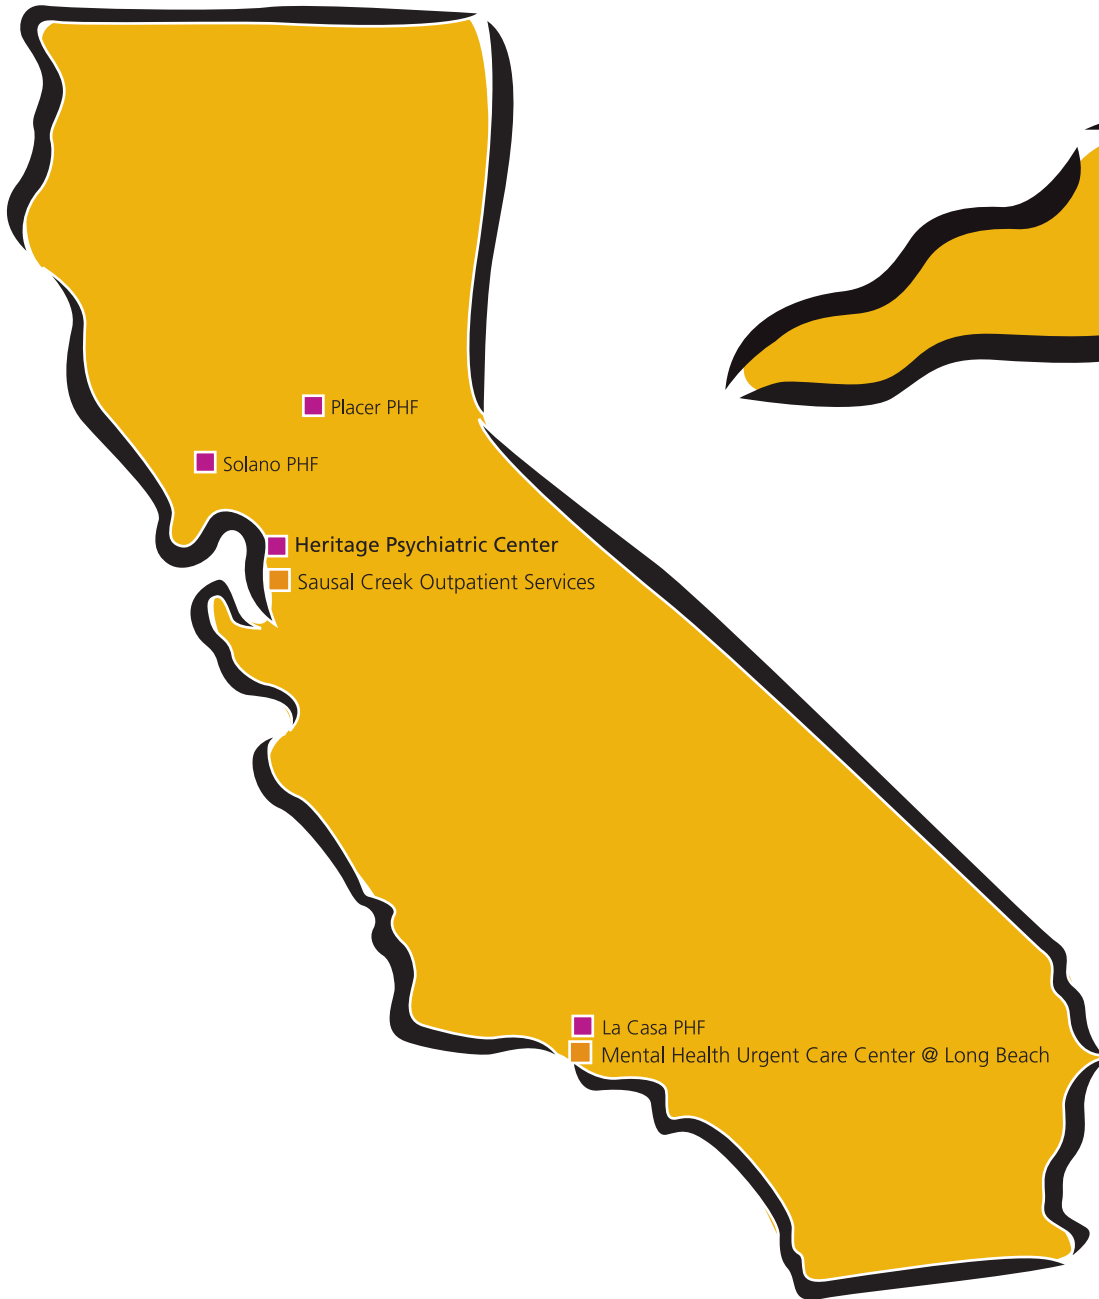 Placer PHF
Solano PHF
Heritage Psychiatric Center
Sausal Creek Outpatient Services
La Casa PHF
Mental Health Urgent Care Center @ Long Beach